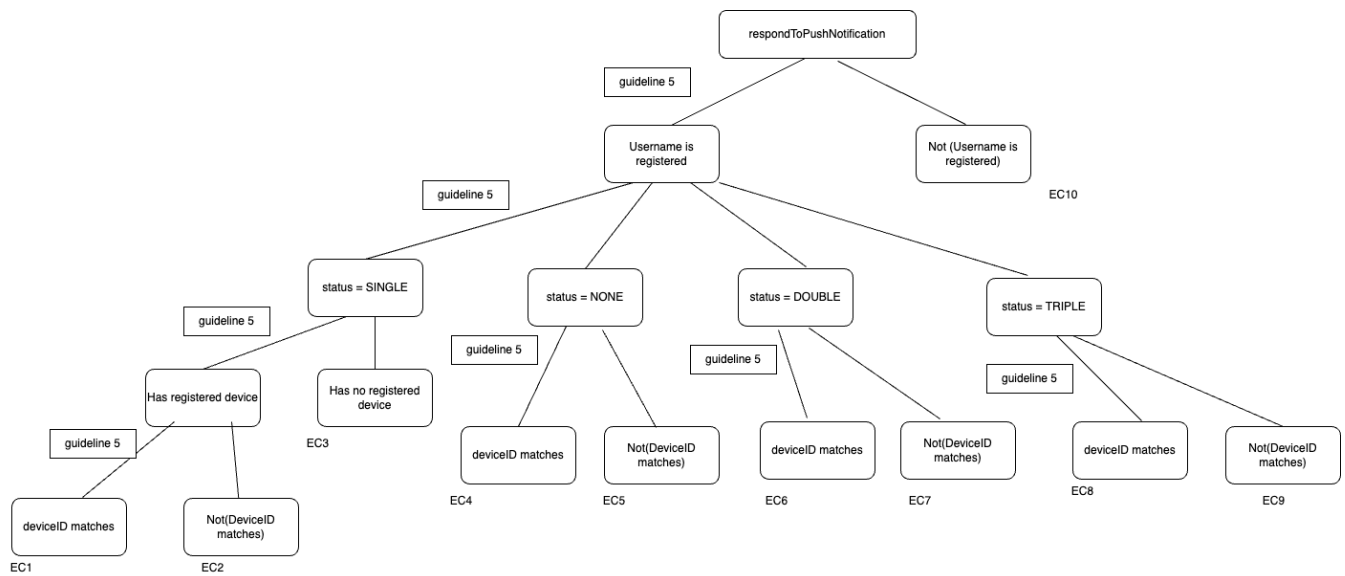 respondToPushNotification
guideline 5
Username is
registered
Not (Username is
registered)
EC10
guideline 5
status = SINGLE
status = NONE
status = DOUBLE
status = TRIPLE
guideline 5
guideline 5
guideline 5
guideline 5
Has registered device
Has no registered
device
EC3
guideline 5
deviceID matches
EC4
Not(DeviceID
matches)
EC5
deviceID matches
EC6
Not(DeviceID
matches)
EC7
deviceID matches
EC8
Not(DeviceID
matches)
EC9
deviceID matches
EC1
Not(DeviceID
matches)
EC2